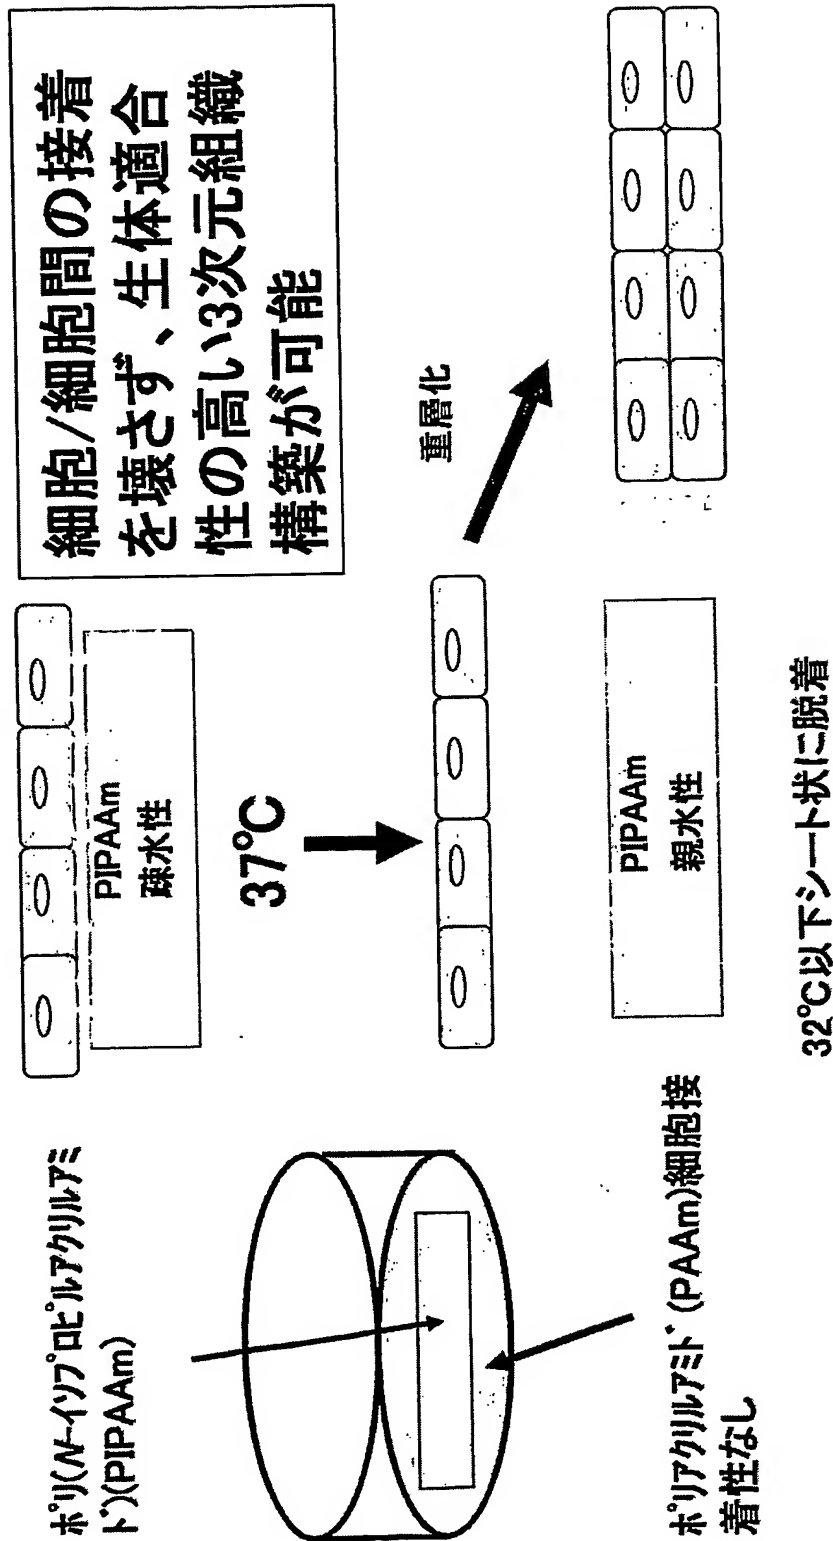 ポリ(N-イソプロピルアクリルアミ
ド)(PIPAAm)
ポリアクリルアミド(PAAm)細胞接
着性なし
PIPAAm
疎水性
37℃
PIPAAm
親水性
32℃以下シート状に脱着
細胞/細胞間の接着
を壊さず、生体適合
性の高い3次元組織
構築が可能
重層化